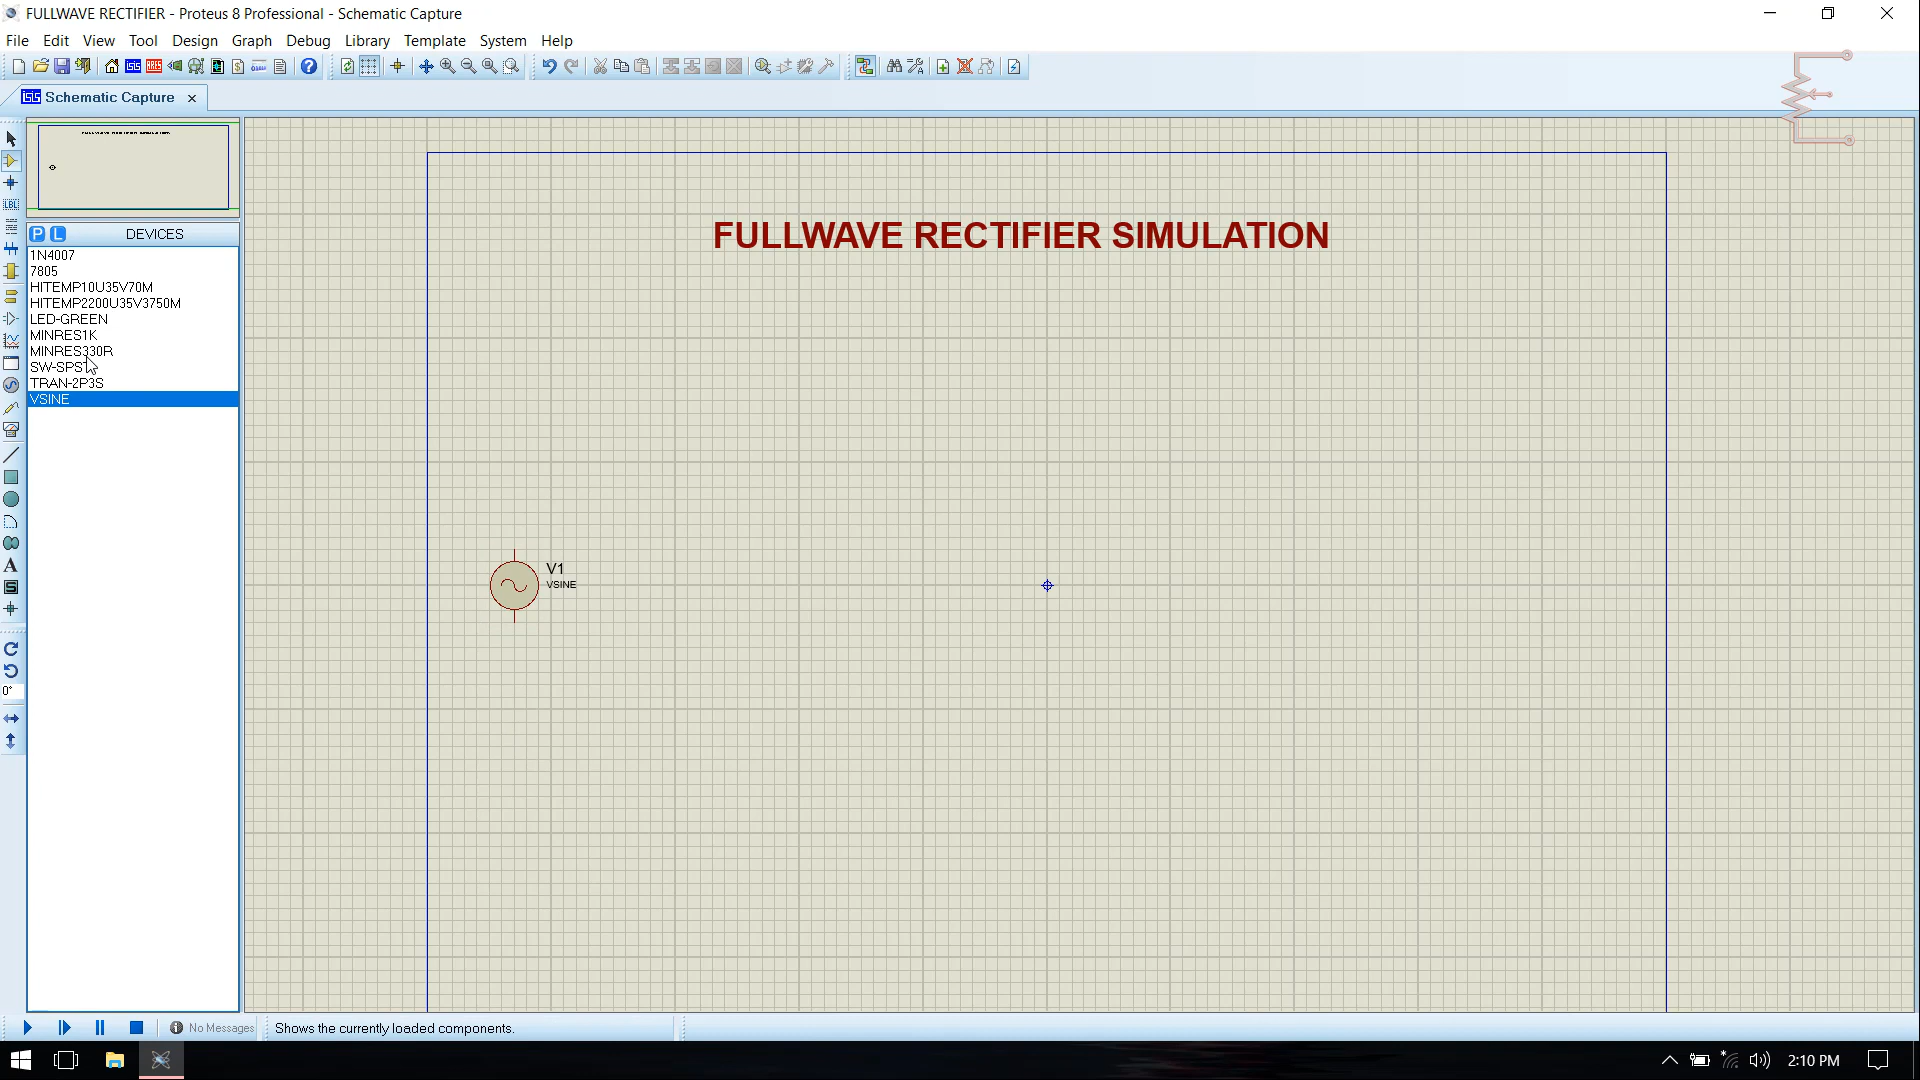 FULLWAVE RECTIFIER - Proteus 8 Professional - Schematic Capture
File Edit View Tool Design Graph Debug Library Template System Help
Schematic Capture
P L DEVICES
1N4007
7805
HITEMP10U35V70M
HITEMP2200U35V3750M
LED-GREEN
MINRES1K
MINRES330R
SW-SPST
TRAN-2P3S
VSINE
LBL
A
S
0°
FULLWAVE RECTIFIER SIMULATION
V1
VSINE
No Messages
Shows the currently loaded components.
2:10 PM